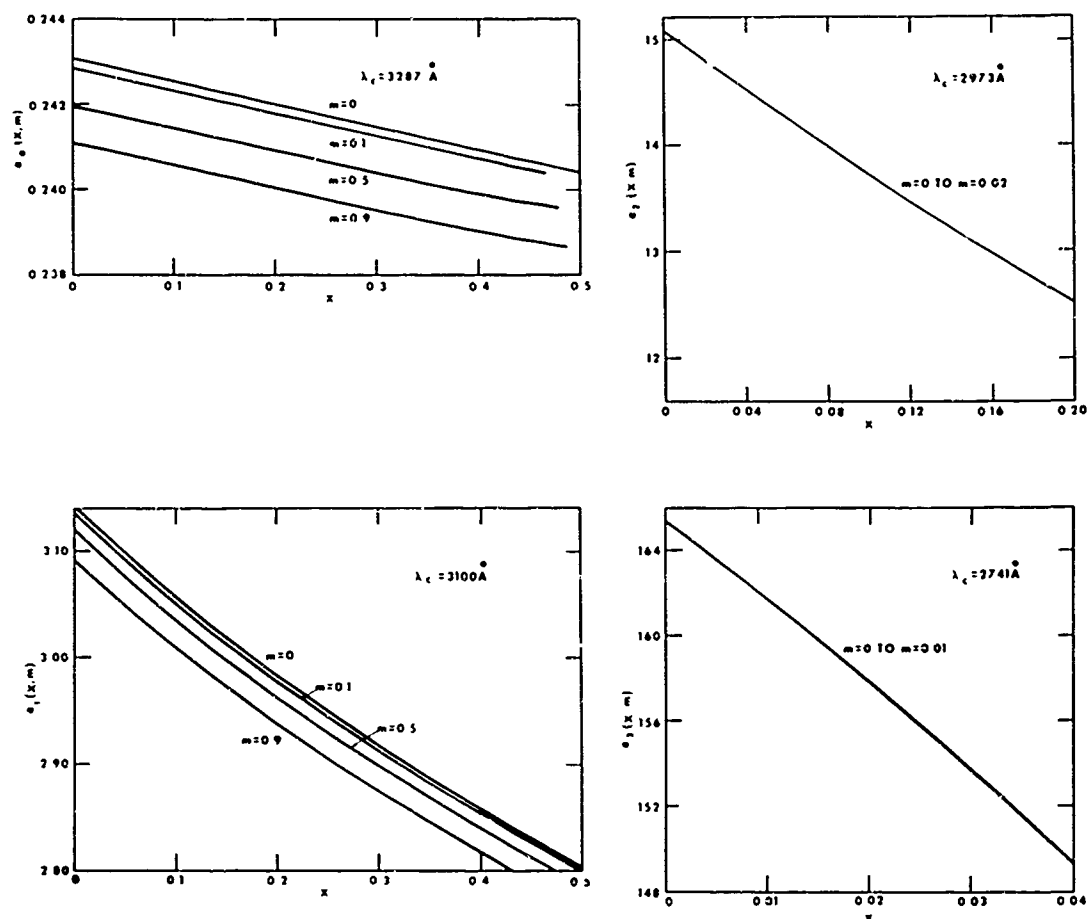 0 244
0 242
0 240
0 238
e₀ (X, m)
λc = 3287 Å
m=0
m=0.1
m=0 5
m=0 9
0 0 1 0 2 0 3 0 4 0 5
X
15
14
13
12
e₂ (X m)
λc = 2973Å
m=0 TO m=0.02
0 0 04 0 08 0 12 0 16 0 20
X
3 10
3 00
2 90
2 80
e₁ (X, m)
λc = 3100Å
m=0
m=0.1
m=0 5
m=0.9
0 0 1 0 2 0 3 0 4 0 5
X
164
160
156
152
148
e₃ (X m)
λc = 2741Å
m=0 TO m=0.01
0 0.01 0 02 0 03 0 04